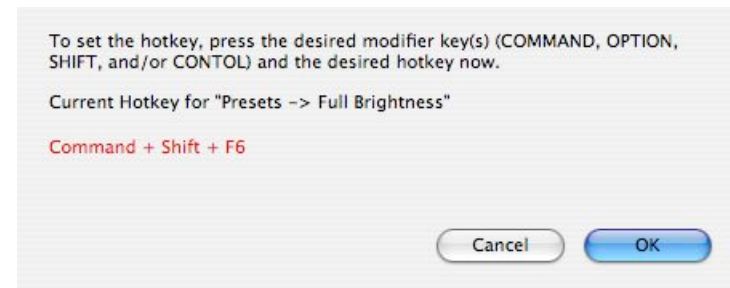 To set the hotkey, press the desired modifier key(s) (COMMAND, OPTION,
SHIFT, and/or CONTOL) and the desired hotkey now.
Current Hotkey for "Presets -> Full Brightness"
Command + Shift + F6
Cancel OK